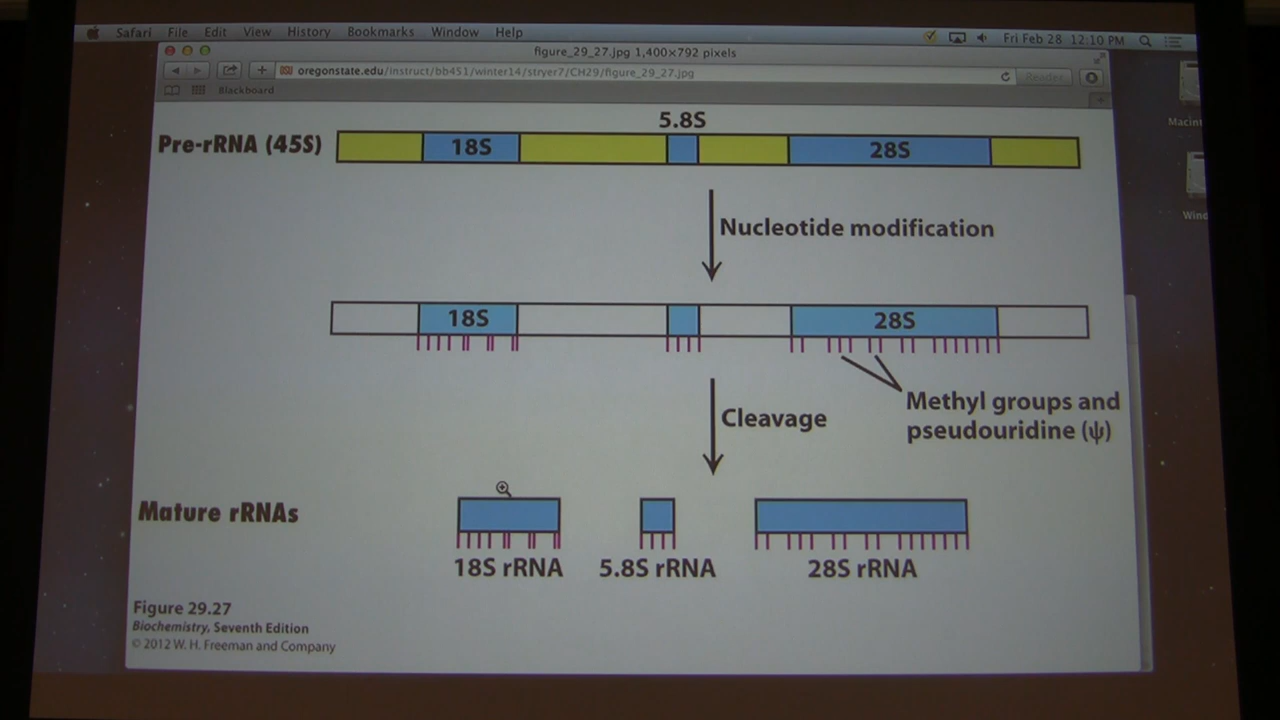 Safari File Edit View History Bookmarks Window Help Fri Feb 28 12:10 PM
figure_29_27.jpg 1,400×792 pixels
OSU oregonstate.edu/instruct/bb451/winter14/stryer7/CH29/figure_29_27.jpg Reader
Blackboard
Macint
Wind
5.8S
Pre-rRNA (45S) 18S 28S
Nucleotide modification
18S 28S
Methyl groups and
pseudouridine (ψ)
Cleavage
Mature rRNAs
18S rRNA 5.8S rRNA 28S rRNA
Figure 29.27
Biochemistry, Seventh Edition
© 2012 W. H. Freeman and Company